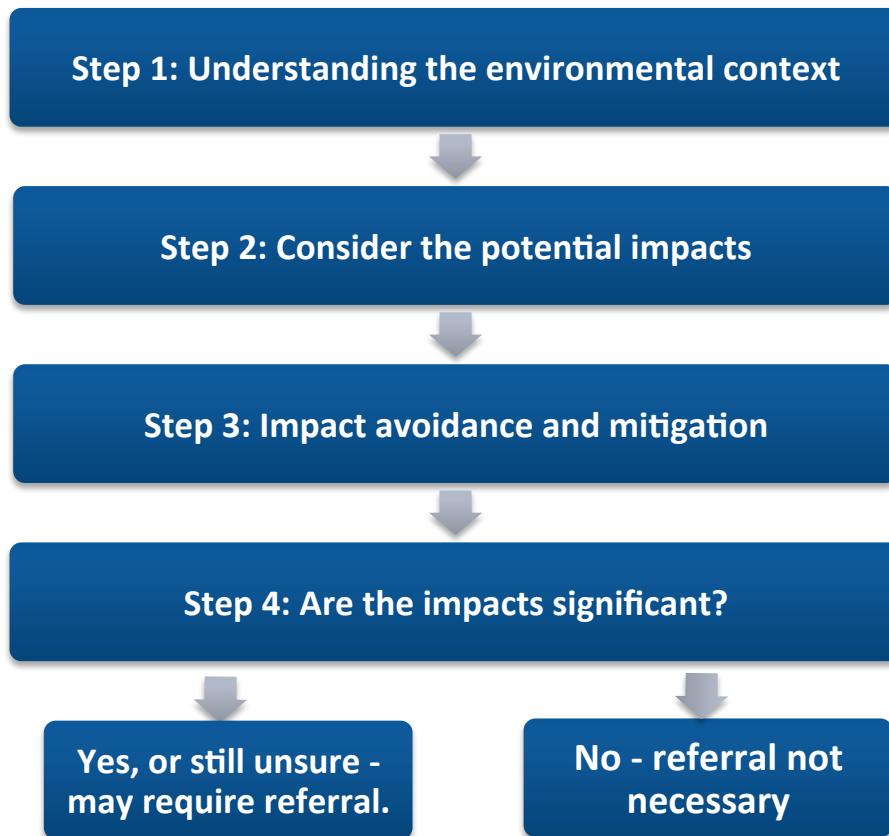 Step 1: Understanding the environmental context
Step 2: Consider the potential impacts
Step 3: Impact avoidance and mitigation
Step 4: Are the impacts significant?
Yes, or still unsure -
may require referral.
No - referral not
necessary